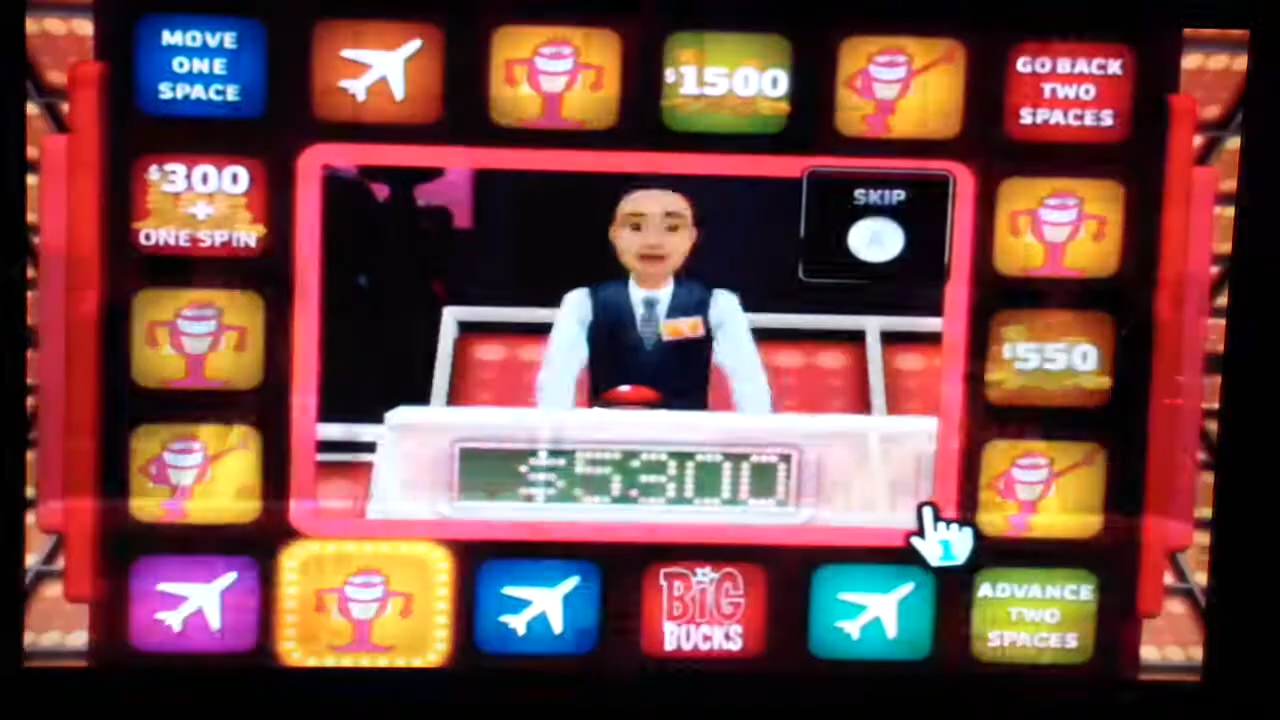 MOVE
ONE
SPACE
$1500
GO BACK
TWO
SPACES
$300
+
ONE SPIN
SKIP
A
$550
$5300
1
BIG
BUCKS
ADVANCE
TWO
SPACES